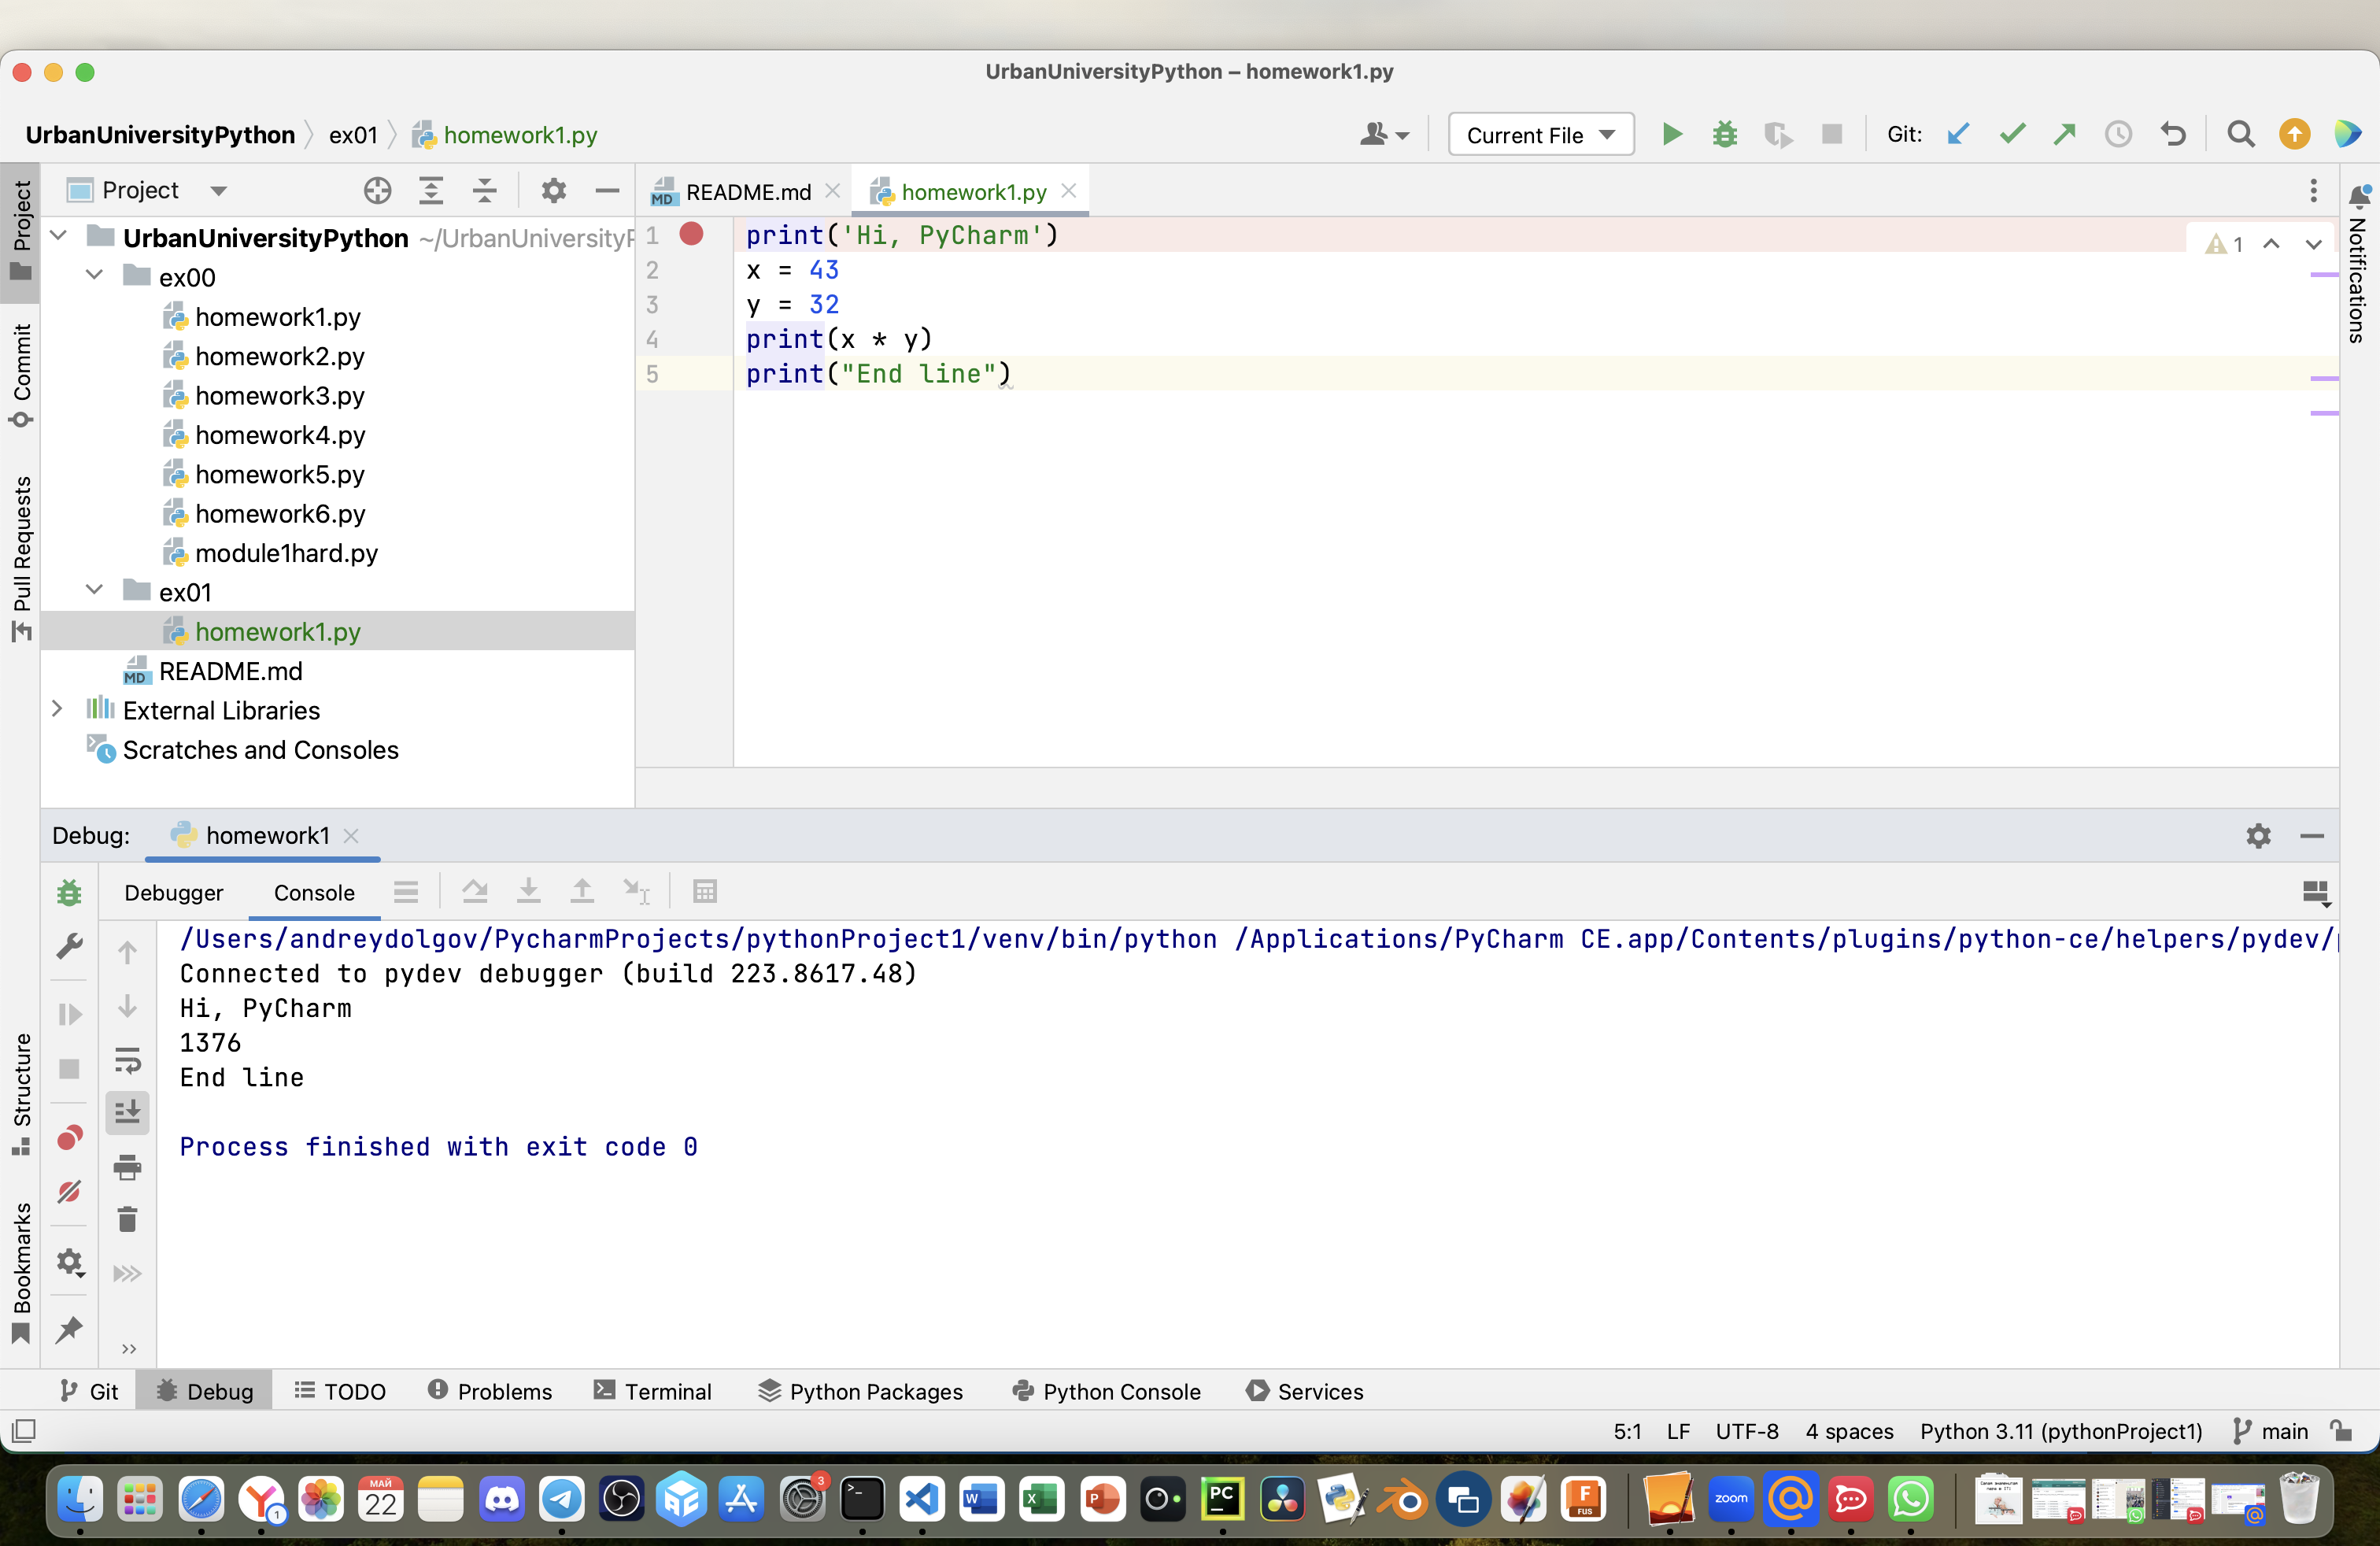 UrbanUniversityPython – homework1.py
UrbanUniversityPython ex01 homework1.py
Current File
Git:
Project
Project
README.md
homework1.py
UrbanUniversityPython ~/UrbanUniversityP
ex00
homework1.py
homework2.py
homework3.py
homework4.py
homework5.py
homework6.py
module1hard.py
ex01
homework1.py
README.md
External Libraries
Scratches and Consoles
Commit
Pull Requests
Structure
Bookmarks
Notifications
1 print('Hi, PyCharm')
2 x = 43
3 y = 32
4 print(x * y)
5 print("End line")
1
Debug: homework1
Debugger Console
/Users/andreydolgov/PycharmProjects/pythonProject1/venv/bin/python /Applications/PyCharm CE.app/Contents/plugins/python-ce/helpers/pydev/
Connected to pydev debugger (build 223.8617.48)
Hi, PyCharm
1376
End line
Process finished with exit code 0
Git Debug TODO Problems Terminal Python Packages Python Console Services
5:1 LF UTF-8 4 spaces Python 3.11 (pythonProject1) main
1
МАЙ
22
3
W
X
P
PC
F
FUS
zoom